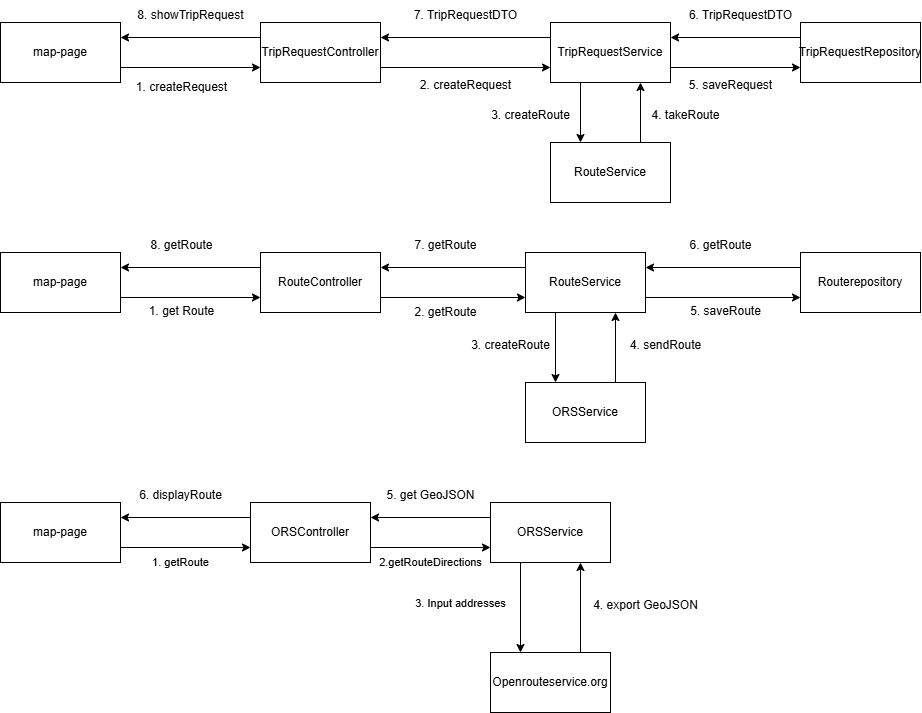 8. showTripRequest
7. TripRequestDTO
6. TripRequestDTO
map-page
TripRequestController
TripRequestService
TripRequestRepository
1. createRequest
2. createRequest
5. saveRequest
3. createRoute
4. takeRoute
RouteService
8. getRoute
7. getRoute
6. getRoute
map-page
RouteController
RouteService
Routerepository
1. get Route
2. getRoute
5. saveRoute
3. createRoute
4. sendRoute
ORSService
6. displayRoute
5. get GeoJSON
map-page
ORSController
ORSService
1. getRoute
2.getRouteDirections
3. Input addresses
4. export GeoJSON
Openrouteservice.org